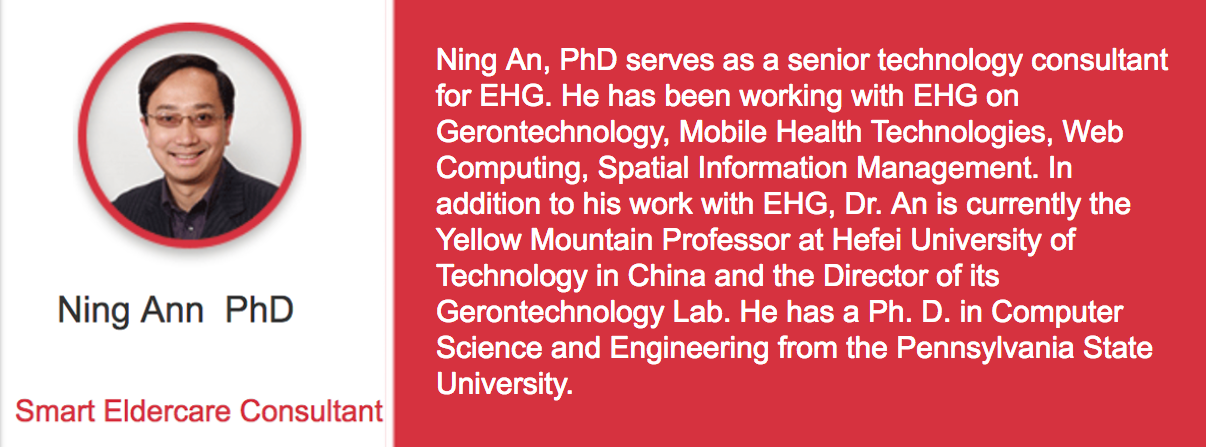 Ning Ann  PhD
Smart Eldercare Consultant
Ning An, PhD serves as a senior technology consultant
for EHG. He has been working with EHG on
Gerontechnology, Mobile Health Technologies, Web
Computing, Spatial Information Management. In
addition to his work with EHG, Dr. An is currently the
Yellow Mountain Professor at Hefei University of
Technology in China and the Director of its
Gerontechnology Lab. He has a Ph. D. in Computer
Science and Engineering from the Pennsylvania State
University.